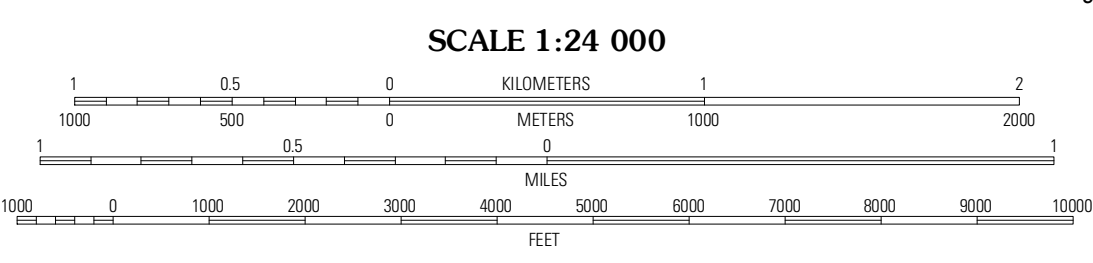 SCALE 1:24 000
1 0.5 0 KILOMETERS 1 2
1000 500 0 METERS 1000 2000
1 0.5 0 1
MILES
1000 0 1000 2000 3000 4000 5000 6000 7000 8000 9000 10000
FEET